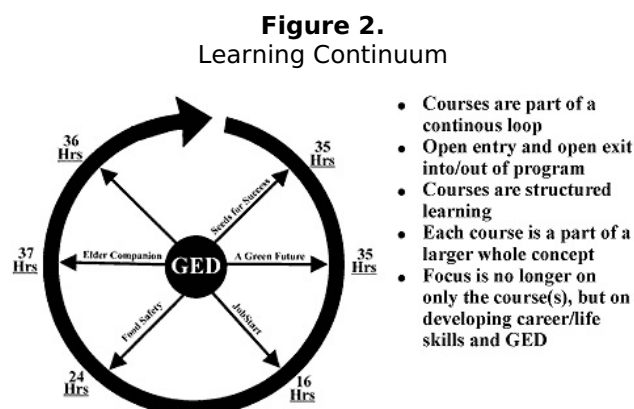 Figure 2.
Learning Continuum
36
Hrs
35
Hrs
Seeds for Success
37
Hrs
Elder Companion
GED
A Green Future
35
Hrs
Food Safety
JobStart
24
Hrs
16
Hrs
• Courses are part of a
continous loop
• Open entry and open exit
into/out of program
• Courses are structured
learning
• Each course is a part of a
larger whole concept
• Focus is no longer on
only the course(s), but on
developing career/life
skills and GED